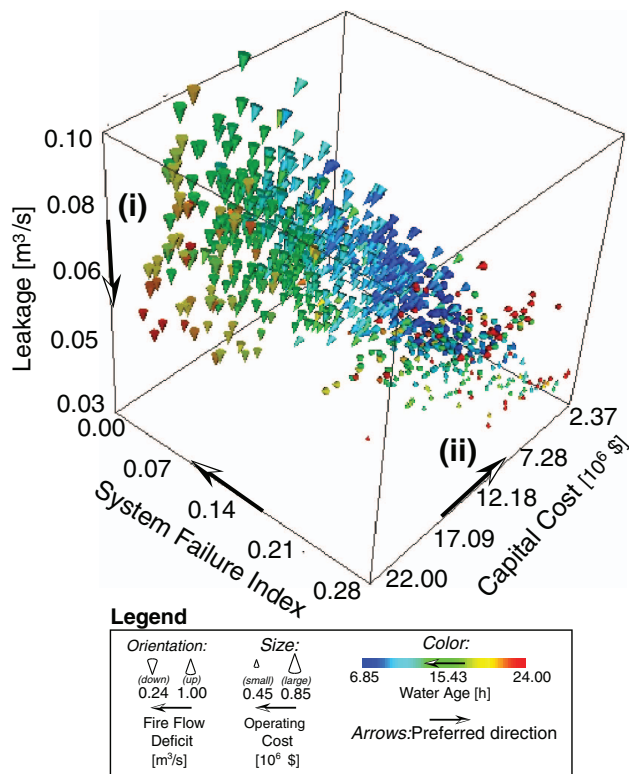 0.10
0.08
0.06
0.05
0.03
Leakage [m³/s]
(i)
0.00
0.07
0.14
0.21
0.28
System Failure Index
(ii)
2.37
7.28
12.18
17.09
22.00
Capital Cost [10⁶ $]
Legend
Orientation: Size: Color:
(down) (up) (small) (large)
0.24 1.00 0.45 0.85 6.85 15.43 24.00
Water Age [h]
Fire Flow Operating
Deficit Cost Arrows:Preferred direction
[m³/s] [10⁶ $]